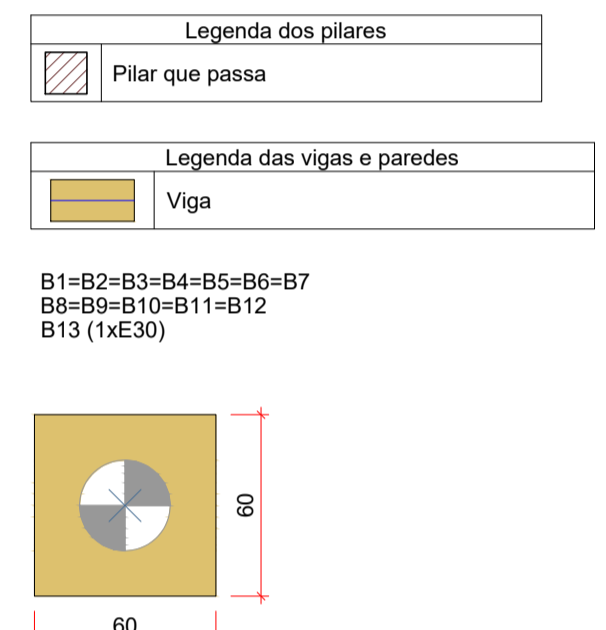 Legenda dos pilares
Pilar que passa
Legenda das vigas e paredes
Viga
B1=B2=B3=B4=B5=B6=B7
B8=B9=B10=B11=B12
B13 (1xE30)
60
60